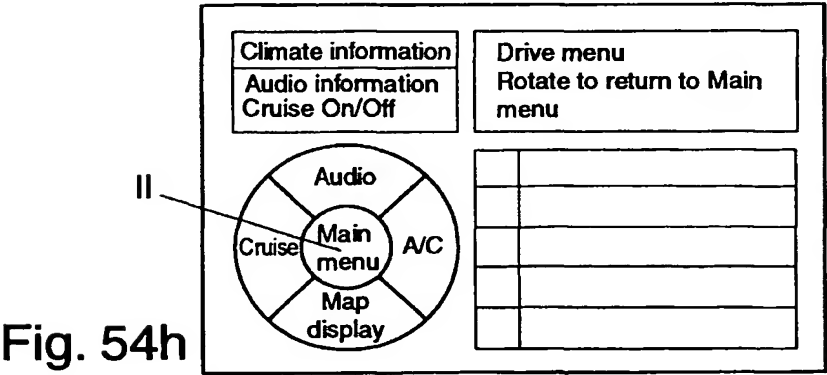 Climate information
Audio information
Cruise On/Off
Drive menu
Rotate to return to Main
menu
II
Audio
Cruise
Main
menu
A/C
Map
display
Fig. 54h